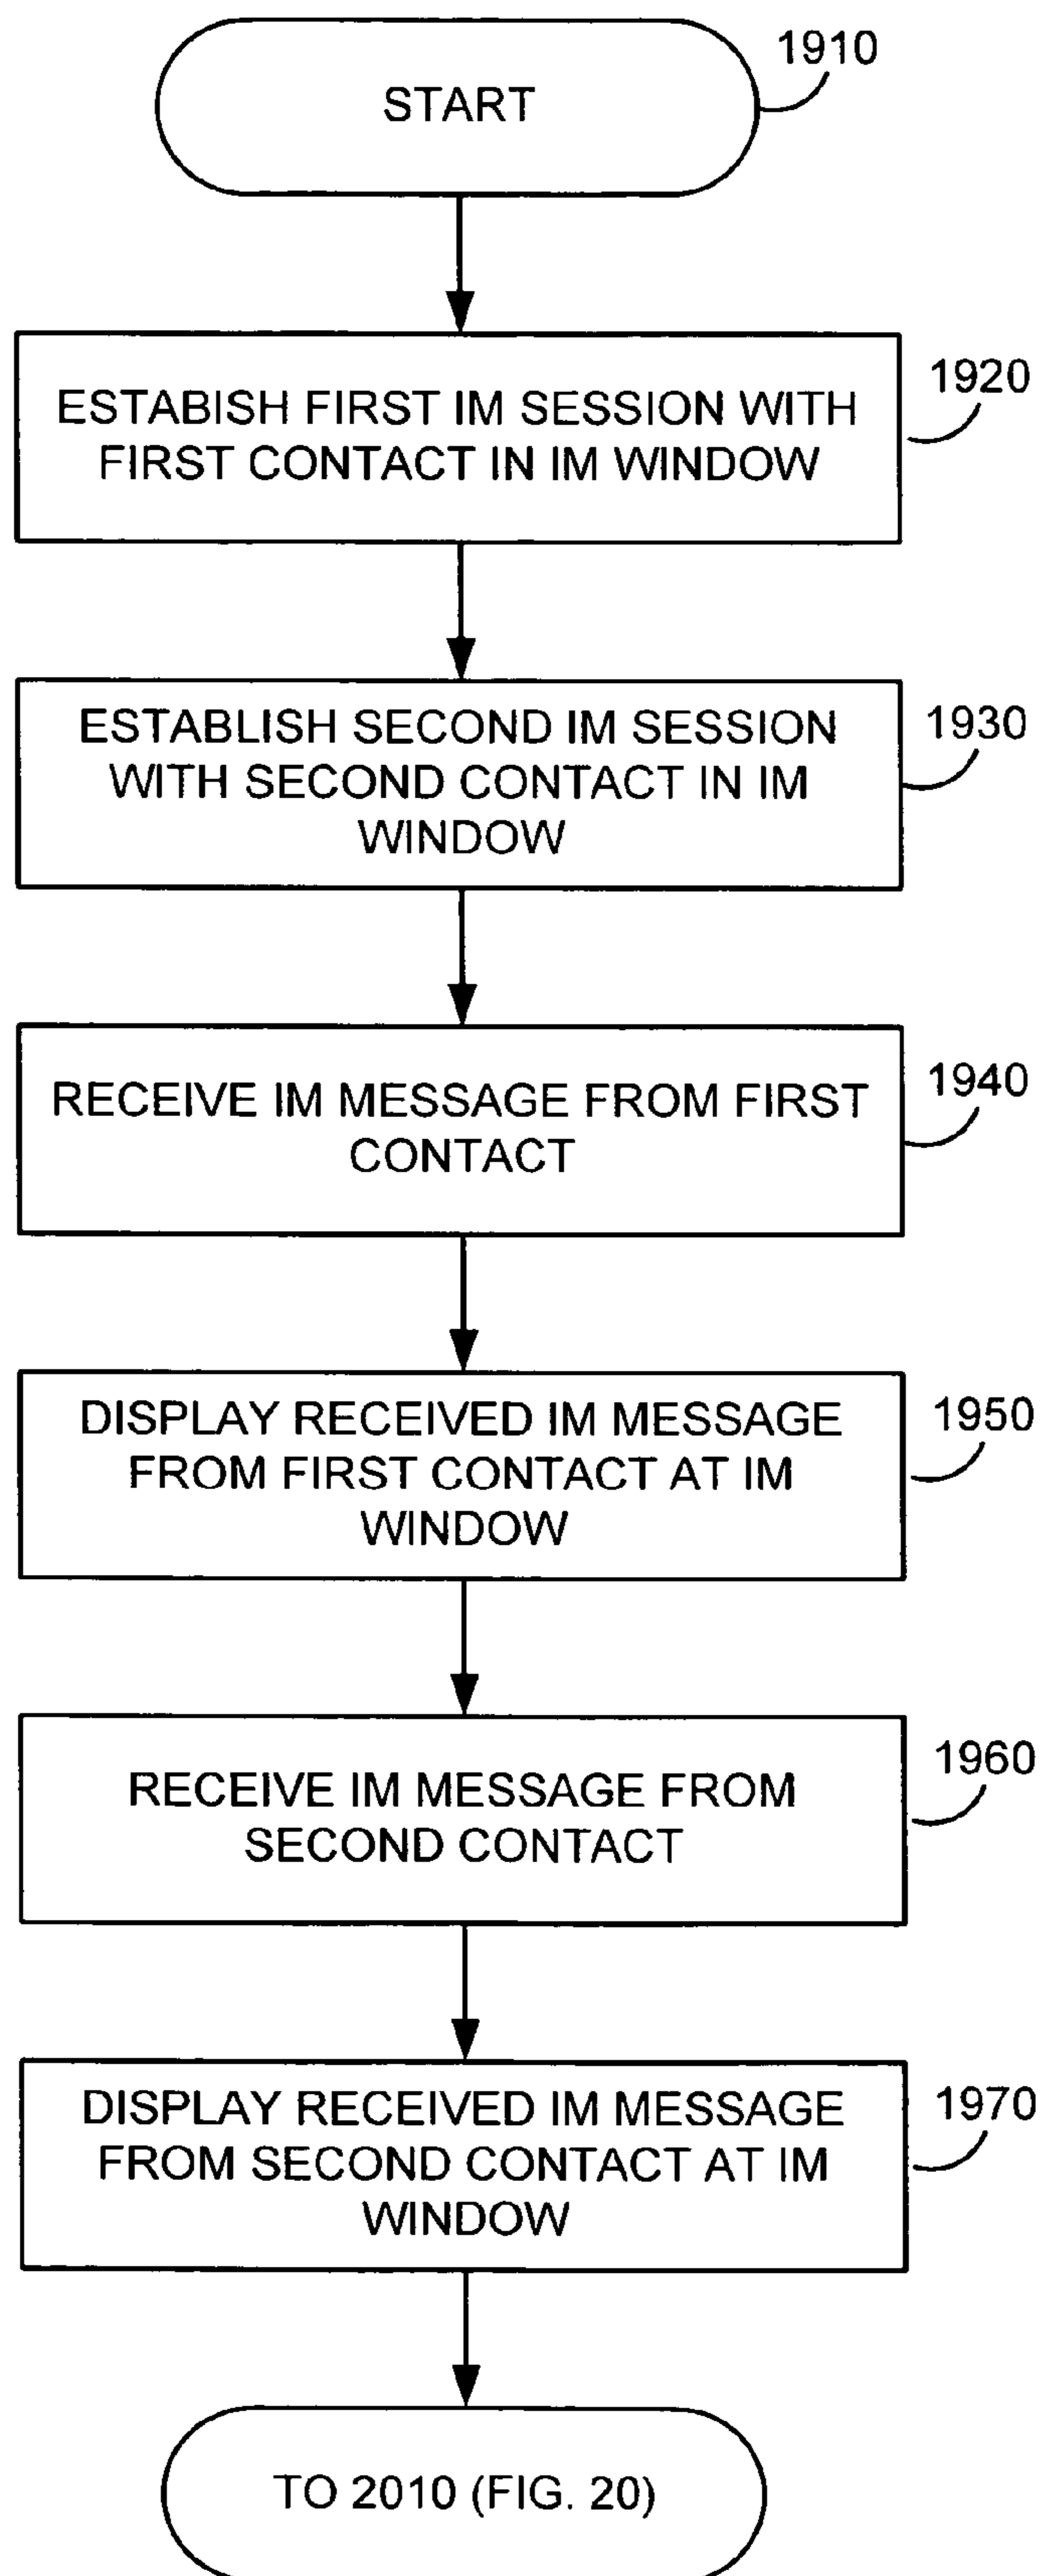 START
1910
ESTABISH FIRST IM SESSION WITH
FIRST CONTACT IN IM WINDOW
1920
ESTABLISH SECOND IM SESSION
WITH SECOND CONTACT IN IM
WINDOW
1930
RECEIVE IM MESSAGE FROM FIRST
CONTACT
1940
DISPLAY RECEIVED IM MESSAGE
FROM FIRST CONTACT AT IM
WINDOW
1950
RECEIVE IM MESSAGE FROM
SECOND CONTACT
1960
DISPLAY RECEIVED IM MESSAGE
FROM SECOND CONTACT AT IM
WINDOW
1970
TO 2010 (FIG. 20)